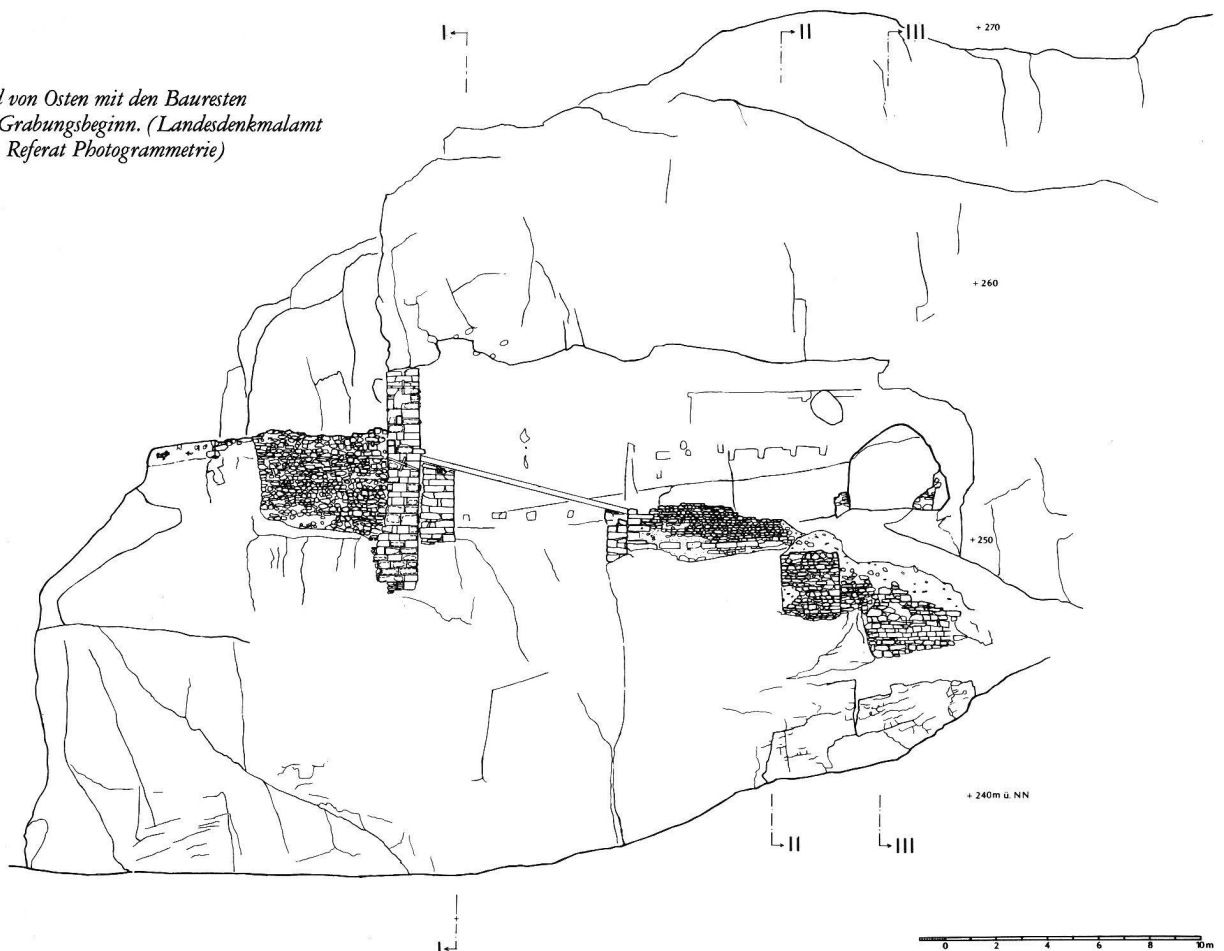 von Osten mit den Bauresten
Grabungsbeginn. (Landesdenkmalamt
Referat Photogrammetrie)
I II III
+ 270
+ 260
+ 250
+ 240m ü. NN
II III
I
0 2 4 6 8 10m